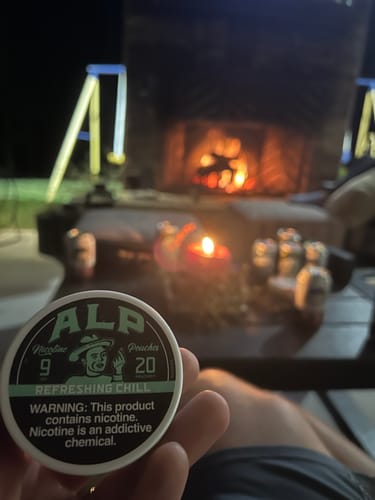 ALP
Nicotine Pouches
9 20
REFRESHING CHILL
WARNING: This product
contains nicotine.
Nicotine is an addictive
chemical.